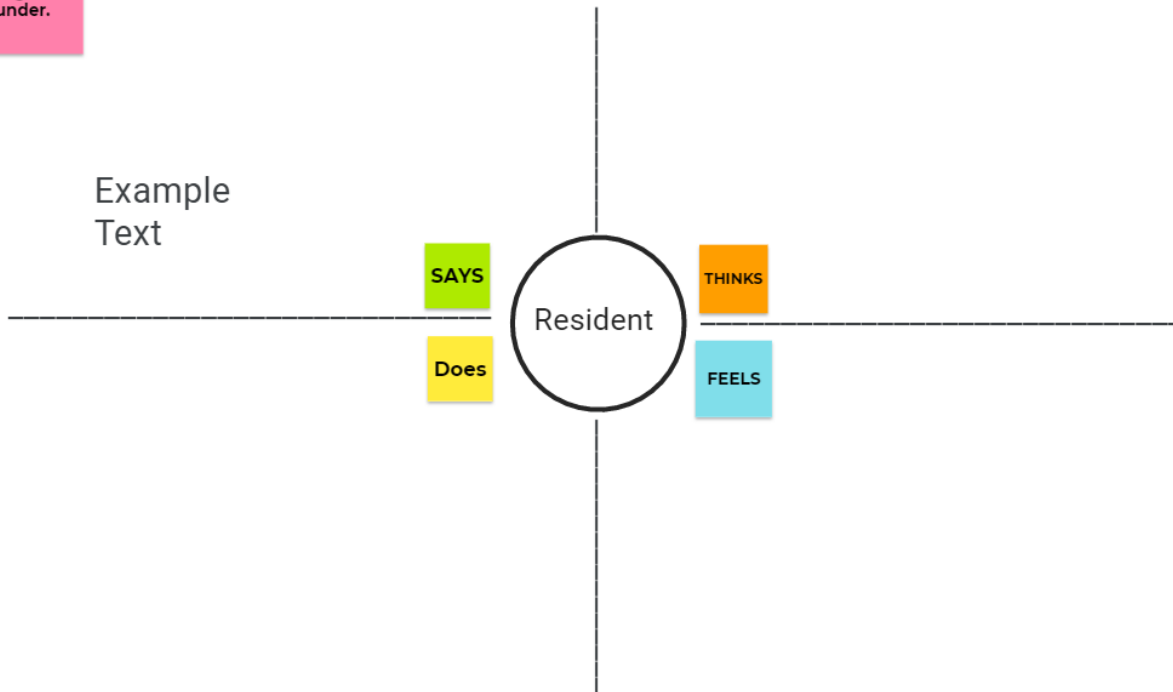 under.
Example
Text
SAYS
THINKS
Resident
Does
FEELS